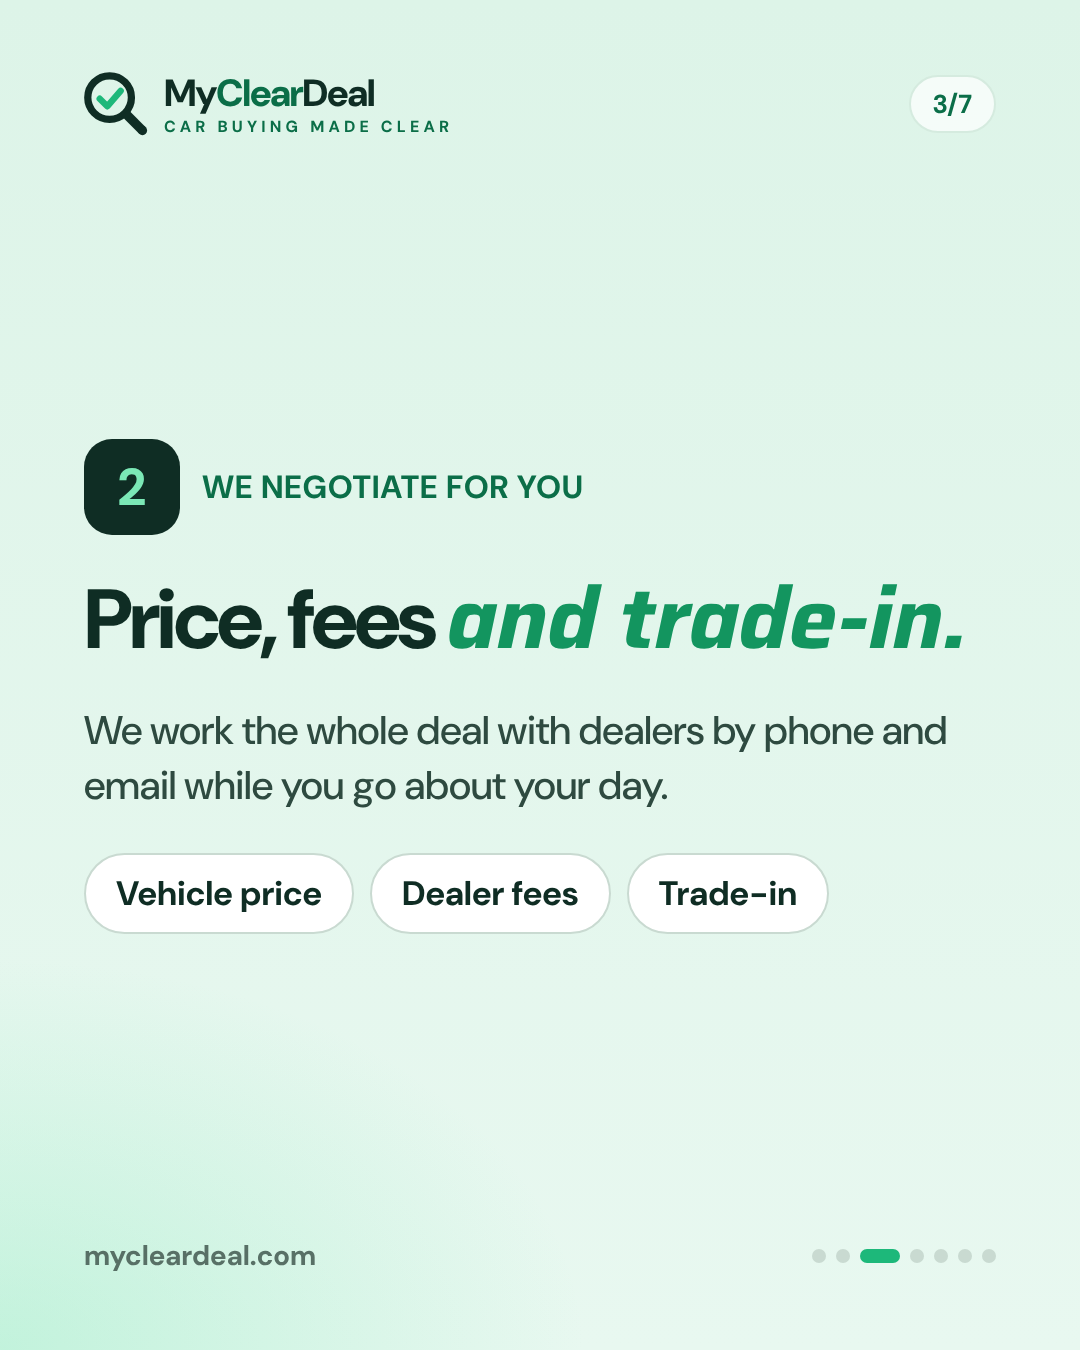 MyClearDeal
CAR BUYING MADE CLEAR
3/7
2
WE NEGOTIATE FOR YOU
Price, fees and trade-in.
We work the whole deal with dealers by phone and
email while you go about your day.
Vehicle price
Dealer fees
Trade-in
mycleardeal.com